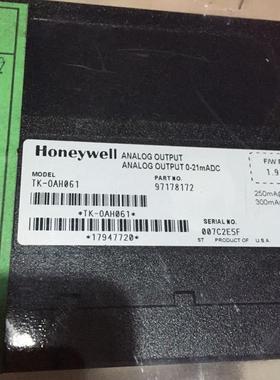 Honeywell ANALOG OUTPUT
ANALOG OUTPUT 0-21mADC
MODEL
TK-OAH061
PART NO.
97178172
*TK-OAH061*
*17947720*
SERIAL NO.
007C2E5F
ST PRODUCT OF U.S.A.
F/W
1.9
250mA
300mA